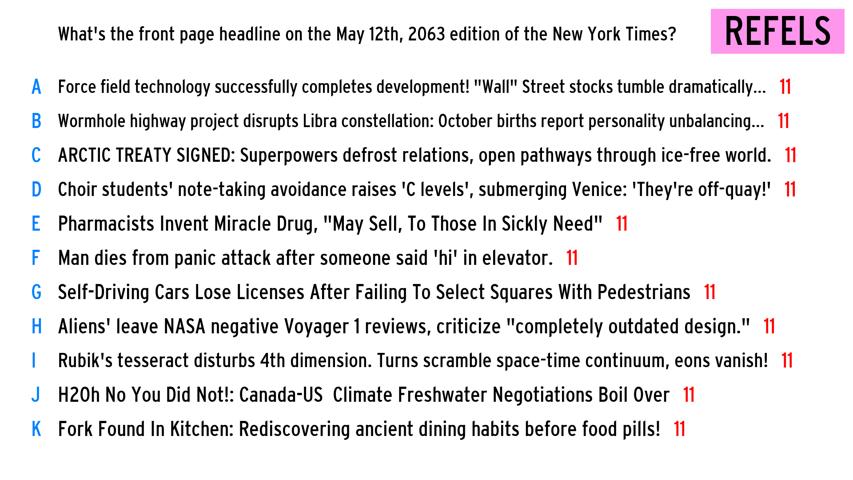 What's the front page headline on the May 12th, 2063 edition of the New York Times?
REFELS
A Force field technology successfully completes development! "Wall" Street stocks tumble dramatically... 11
B Wormhole highway project disrupts Libra constellation: October births report personality unbalancing... 11
C ARCTIC TREATY SIGNED: Superpowers defrost relations, open pathways through ice-free world. 11
D Choir students' note-taking avoidance raises 'C levels', submerging Venice: 'They're off-quay!' 11
E Pharmacists Invent Miracle Drug, "May Sell, To Those In Sickly Need" 11
F Man dies from panic attack after someone said 'hi' in elevator. 11
G Self-Driving Cars Lose Licenses After Failing To Select Squares With Pedestrians 11
H Aliens' leave NASA negative Voyager 1 reviews, criticize "completely outdated design." 11
I Rubik's tesseract disturbs 4th dimension. Turns scramble space-time continuum, eons vanish! 11
J H2Oh No You Did Not!: Canada-US  Climate Freshwater Negotiations Boil Over 11
K Fork Found In Kitchen: Rediscovering ancient dining habits before food pills! 11